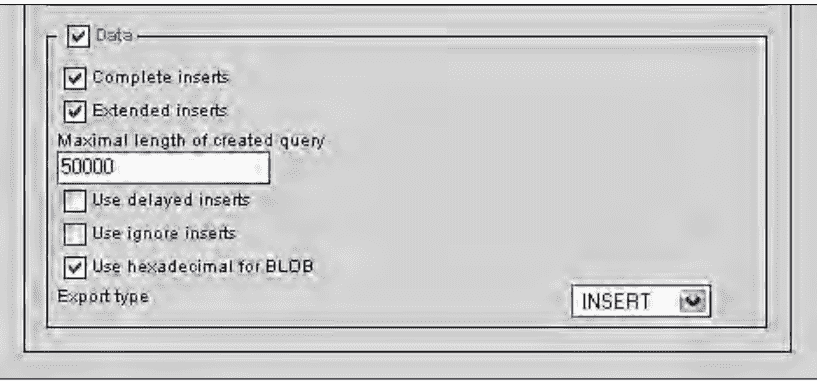 Data
Complete inserts
Extended inserts
Maximal length of created query
50000
Use delayed inserts
Use ignore inserts
Use hexadecimal for BLOB
Export type INSERT